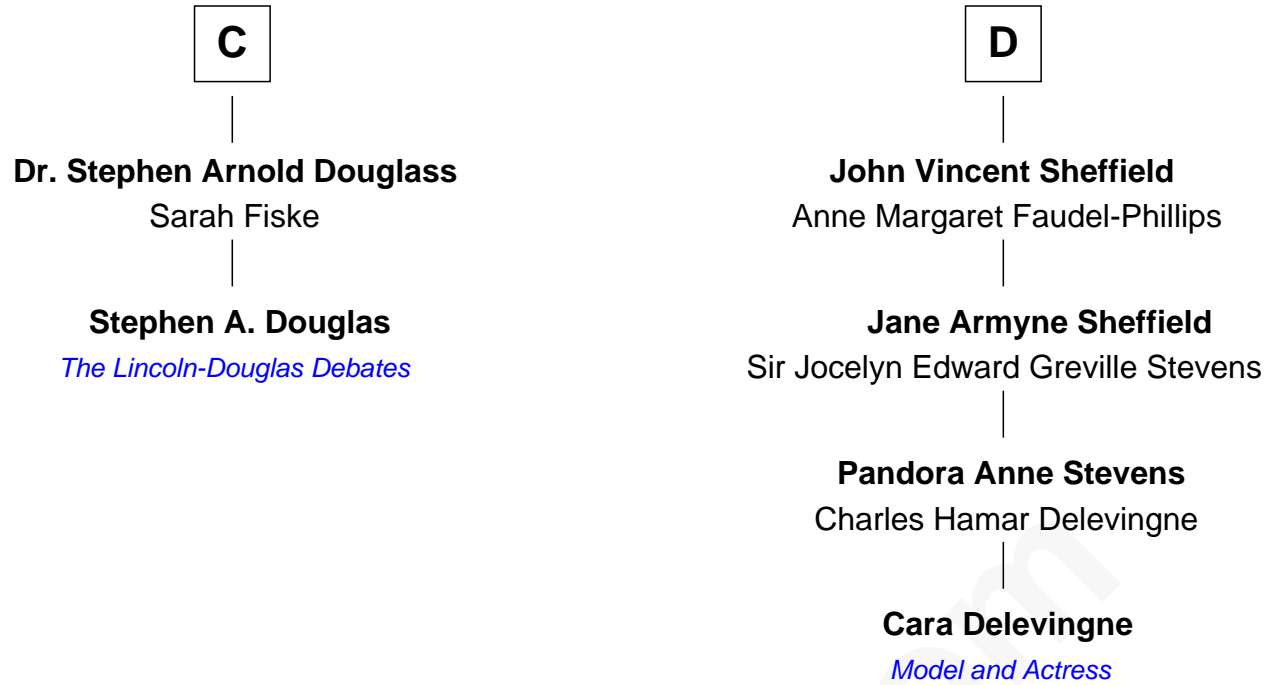 C
Dr. Stephen Arnold Douglass
Sarah Fiske
Stephen A. Douglas
The Lincoln-Douglas Debates
D
John Vincent Sheffield
Anne Margaret Faudel-Phillips
Jane Armyne Sheffield
Sir Jocelyn Edward Greville Stevens
Pandora Anne Stevens
Charles Hamar Delevingne
Cara Delevingne
Model and Actress